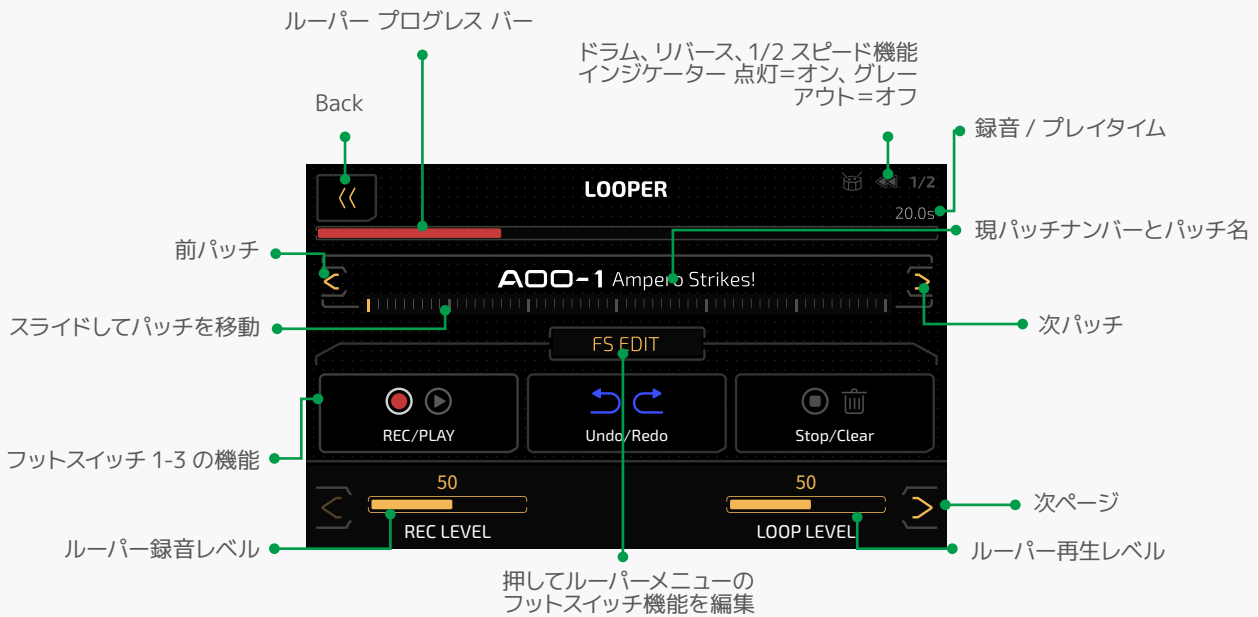 ルーパー プログレス バー
ドラム、リバース、1/2 スピード機能
インジケーター 点灯=オン、グレー
アウト=オフ
Back
録音 / プレイタイム
LOOPER
1/2
20.0s
現パッチナンバーとパッチ名
前パッチ
A00-1 Ampero Strikes!
スライドしてパッチを移動
次パッチ
FS EDIT
REC/PLAY
Undo/Redo
Stop/Clear
フットスイッチ 1-3 の機能
50
50
次ページ
REC LEVEL
LOOP LEVEL
ルーパー録音レベル
ルーパー再生レベル
押してルーパーメニューの
フットスイッチ機能を編集